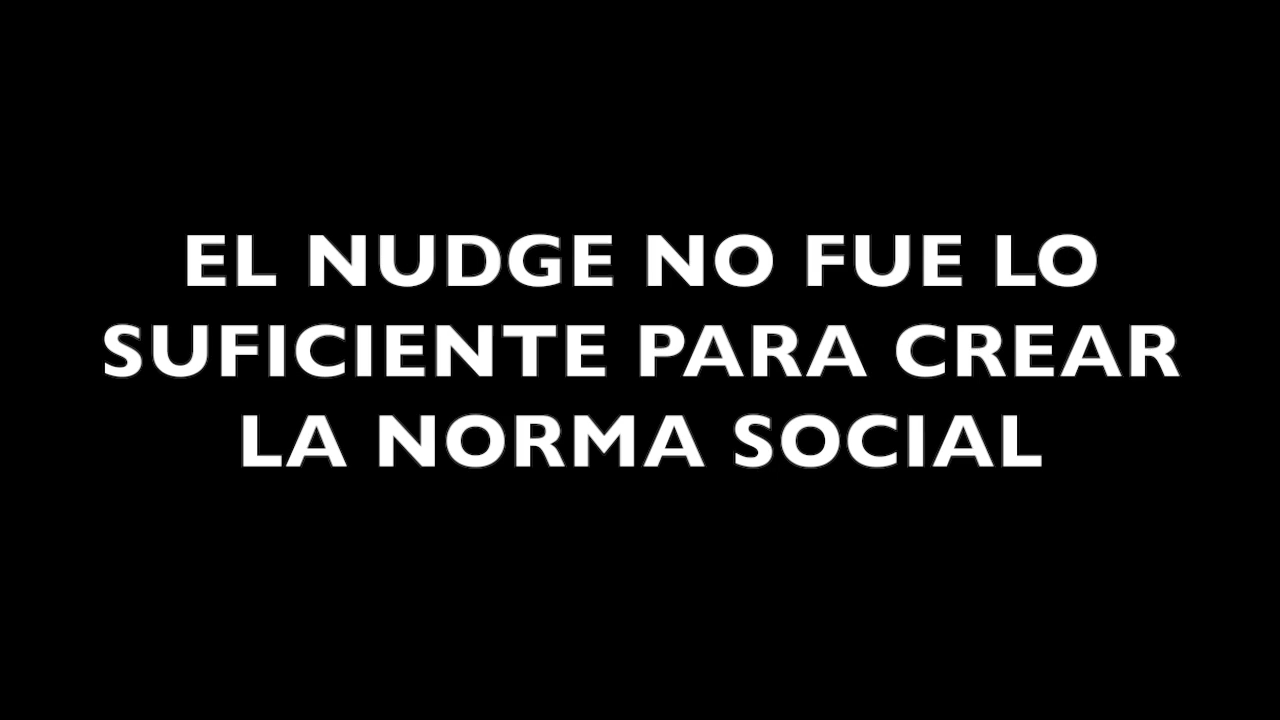 EL NUDGE NO FUE LO
SUFICIENTE PARA CREAR
LA NORMA SOCIAL